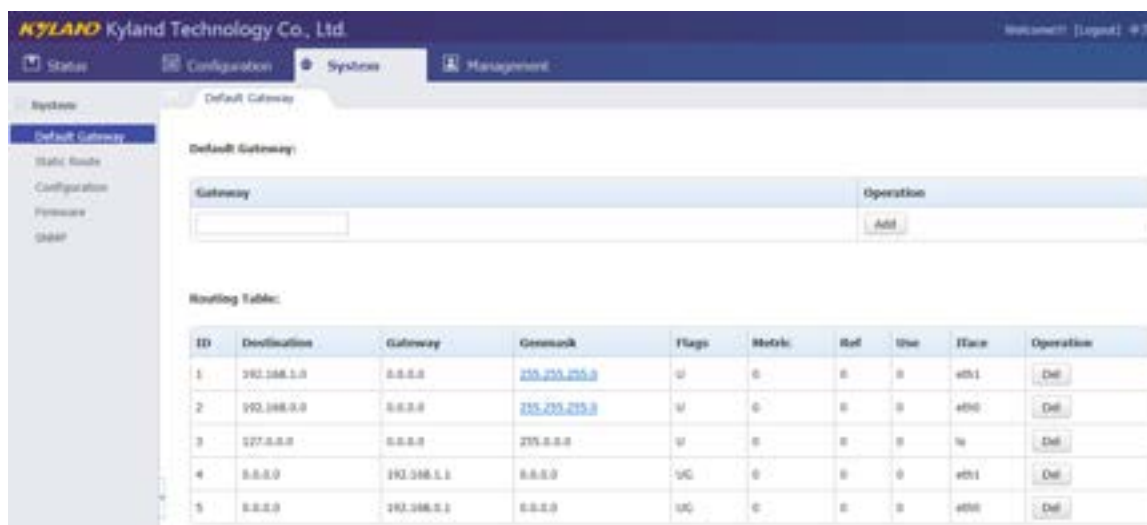 KYLAND Kyland Technology Co., Ltd.
Welcome!!! [Logout]
Status Configuration System Management
System
Default Gateway
Static Route
Configuration
Firmware
SNMP
Default Gateway
Default Gateway:
Gateway Operation
Add
Routing Table:
ID Destination Gateway Genmask Flags Metric Ref Use Iface Operation
1 192.168.1.0 0.0.0.0 255.255.255.0 U 0 0 0 eth1 Del
2 192.168.0.0 0.0.0.0 255.255.255.0 U 0 0 0 eth0 Del
3 127.0.0.0 0.0.0.0 255.0.0.0 U 0 0 0 lo Del
4 0.0.0.0 192.168.1.1 0.0.0.0 UG 0 0 0 eth1 Del
5 0.0.0.0 192.168.0.1 0.0.0.0 UG 0 0 0 eth0 Del